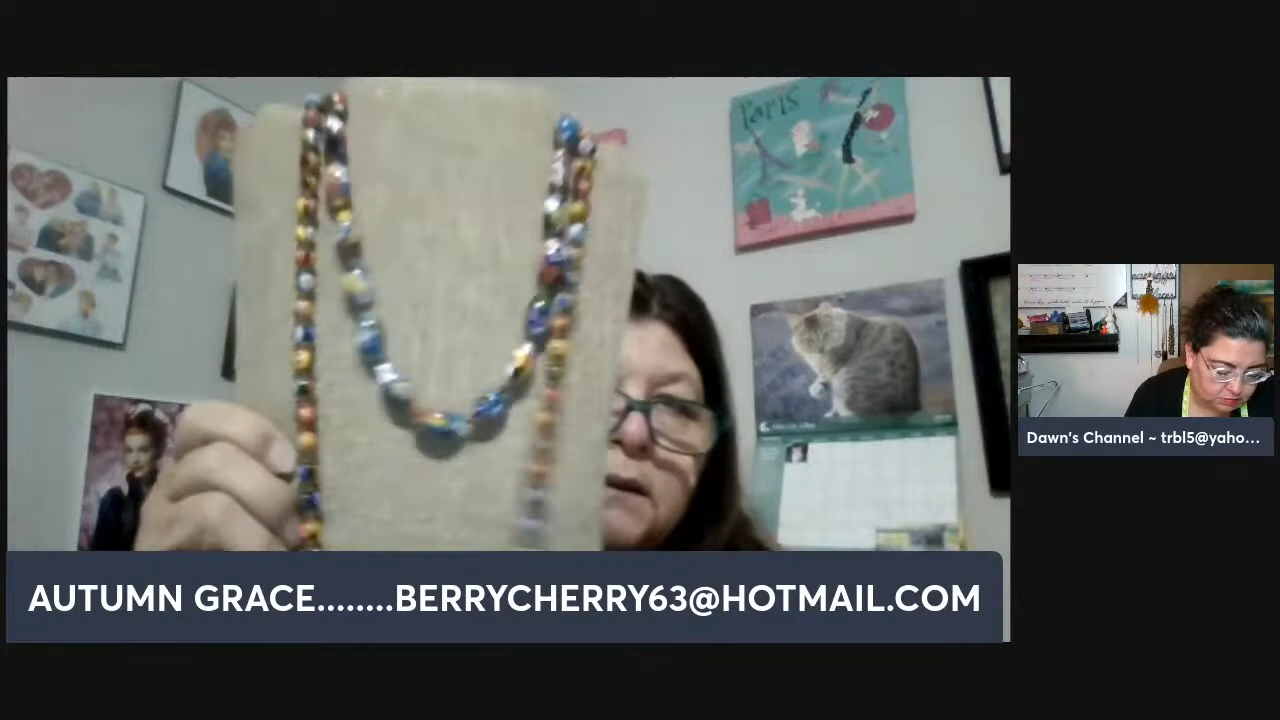 Paris
AUTUMN GRACE........BERRYCHERRY63@HOTMAIL.COM
Dawn's Channel ~ trbl5@yaho...